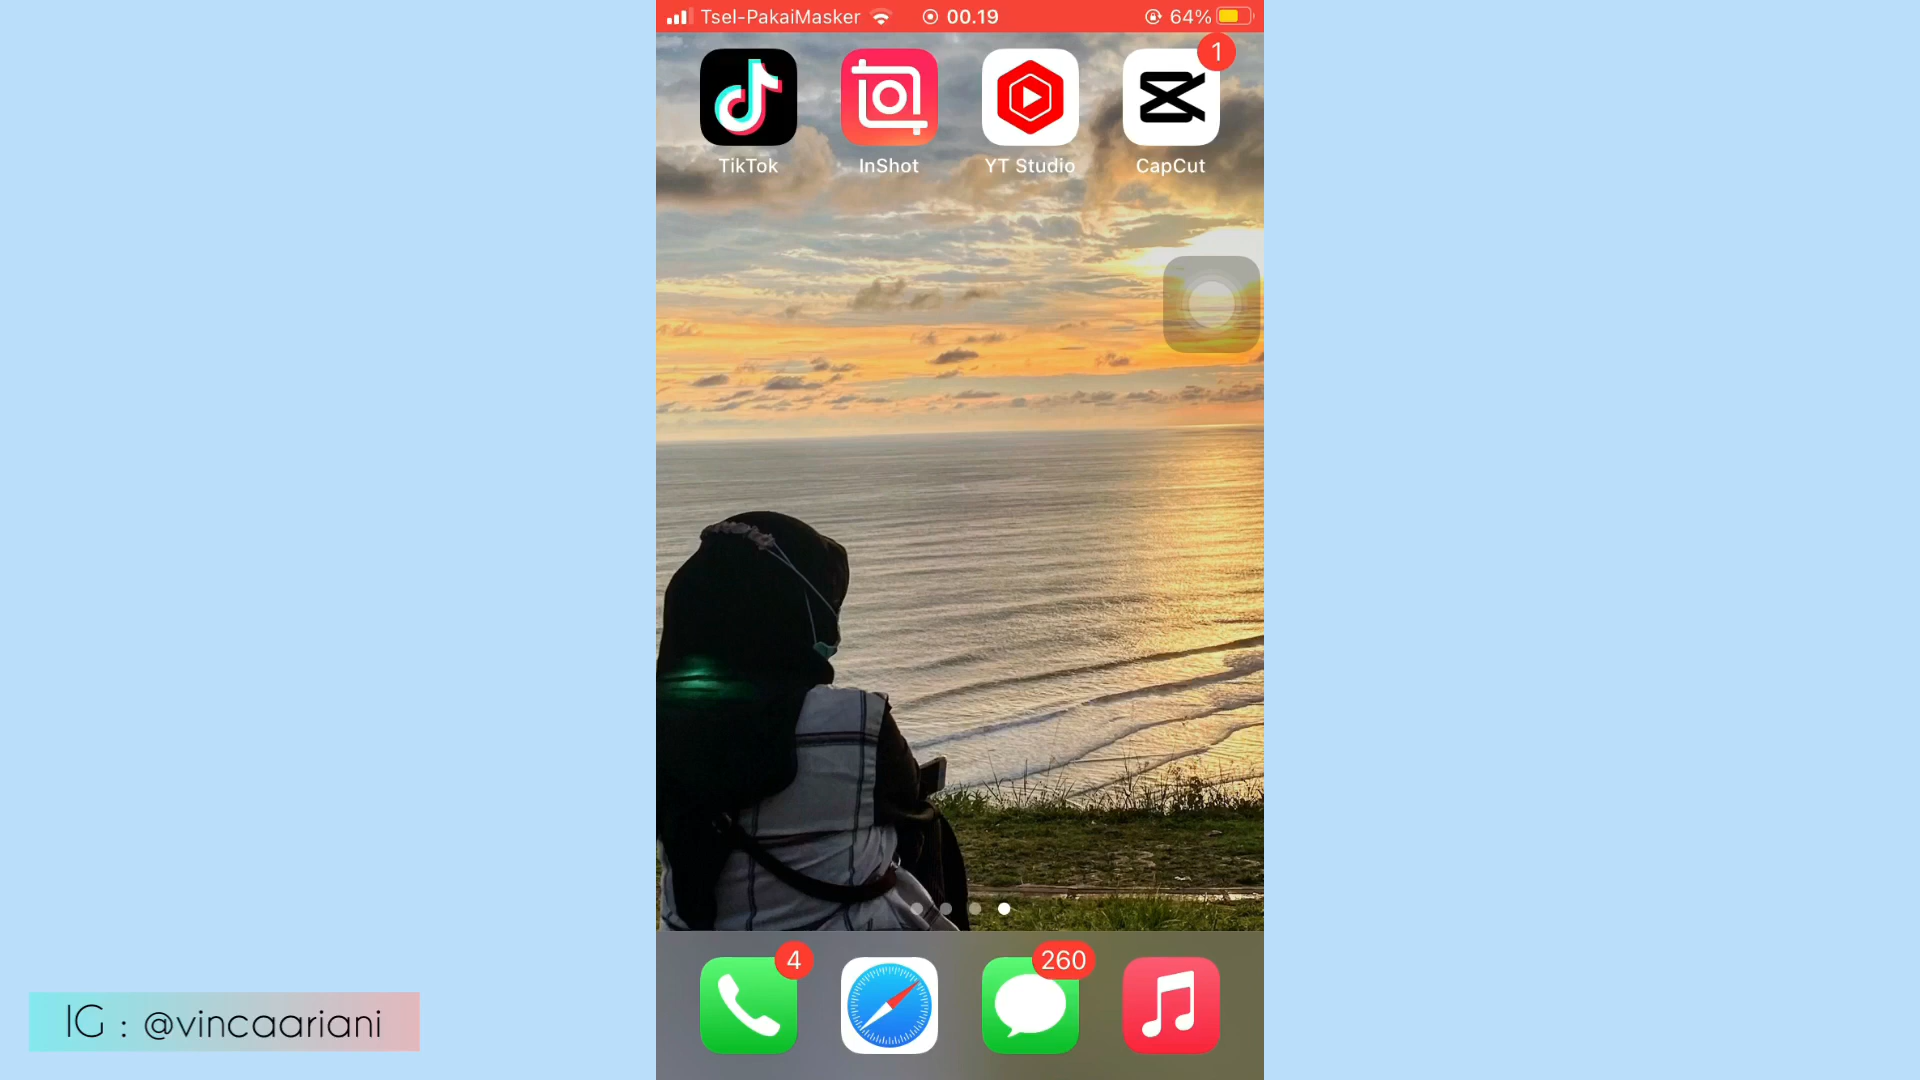 Tsel-PakaiMasker 00.19 64%
1
TikTok InShot YT Studio CapCut
4 260
IG : @vincaariani